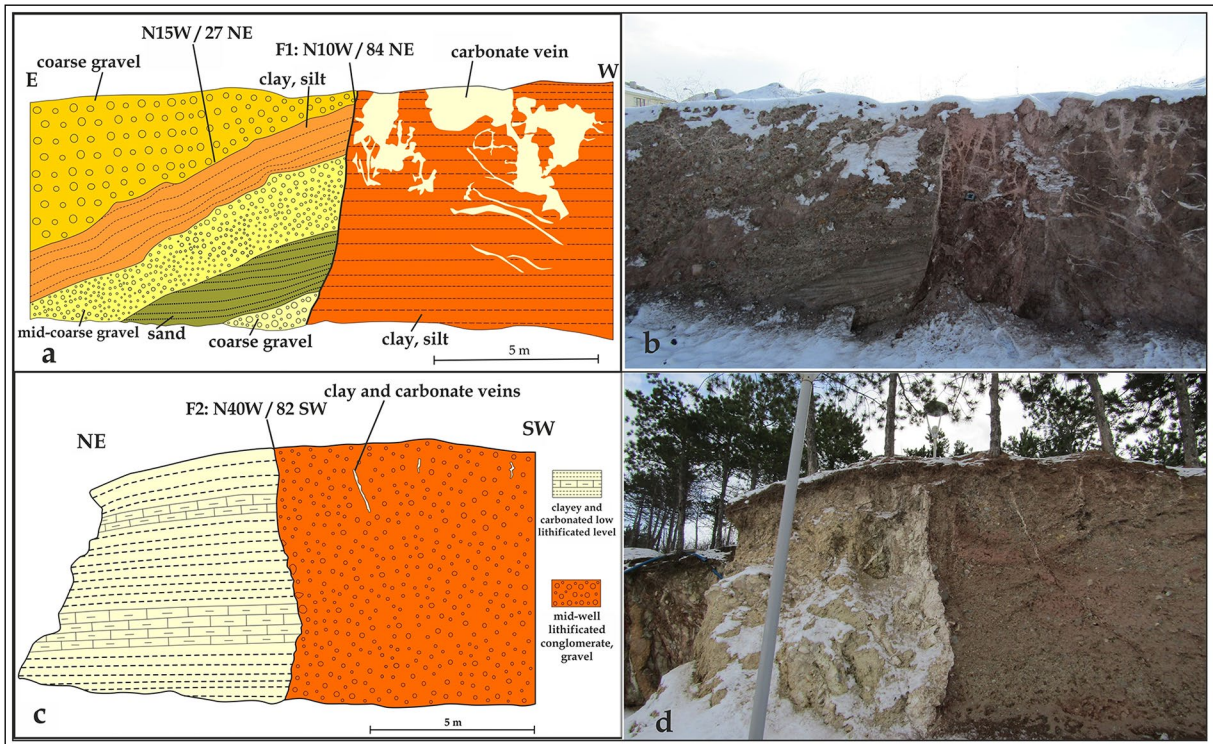 N15W/27 NE
F1: N10W/84 NE
carbonate vein
coarse gravel
clay, silt
E
W
mid-coarse gravel
sand
coarse gravel
clay, silt
5 m
a
b
clay and carbonate veins
F2: N40W/82 SW
NE
SW
clayey and
carbonated low
lithificated level
mid-well
lithificated
conglomerate,
gravel
5 m
c
d